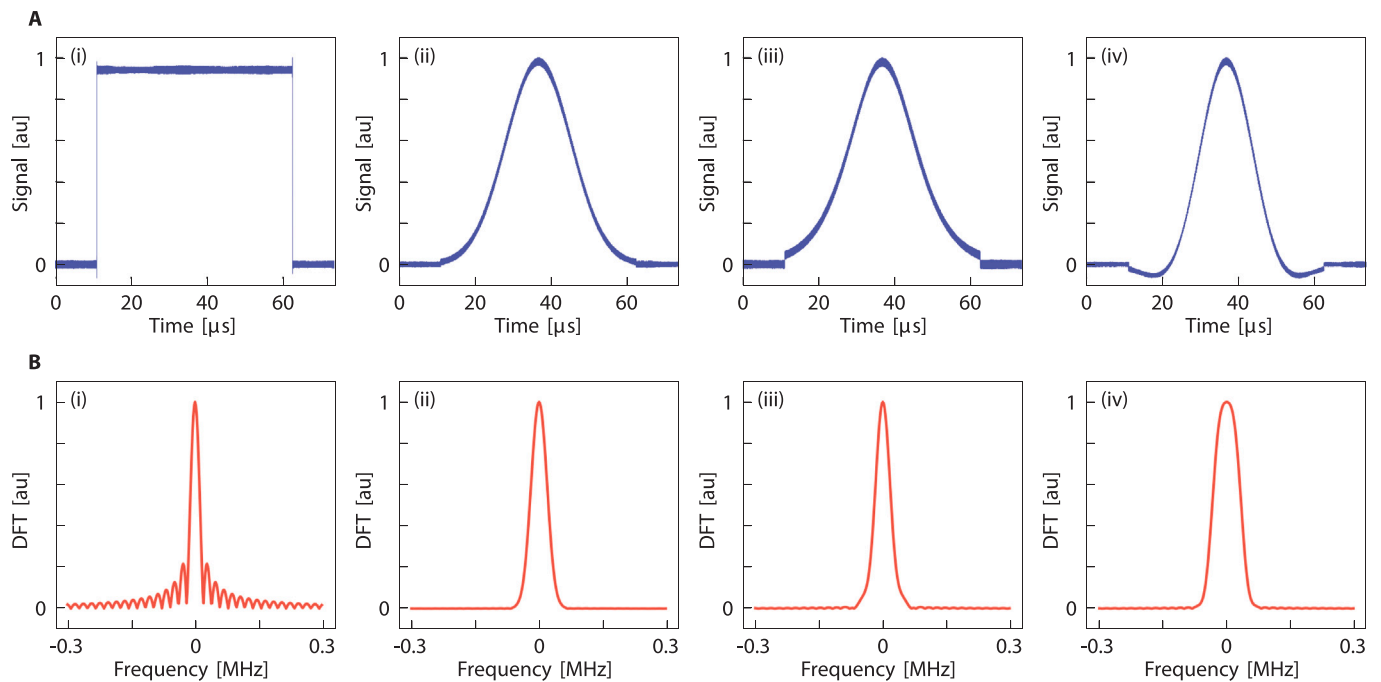 A
(i)
1
0
Signal [au]
0 20 40 60
Time [μs]
(ii)
1
0
Signal [au]
0 20 40 60
Time [μs]
(iii)
1
0
Signal [au]
0 20 40 60
Time [μs]
(iv)
1
0
Signal [au]
0 20 40 60
Time [μs]
B
(i)
1
0
DFT [au]
-0.3 0 0.3
Frequency [MHz]
(ii)
1
0
DFT [au]
-0.3 0 0.3
Frequency [MHz]
(iii)
1
0
DFT [au]
-0.3 0 0.3
Frequency [MHz]
(iv)
1
0
DFT [au]
-0.3 0 0.3
Frequency [MHz]